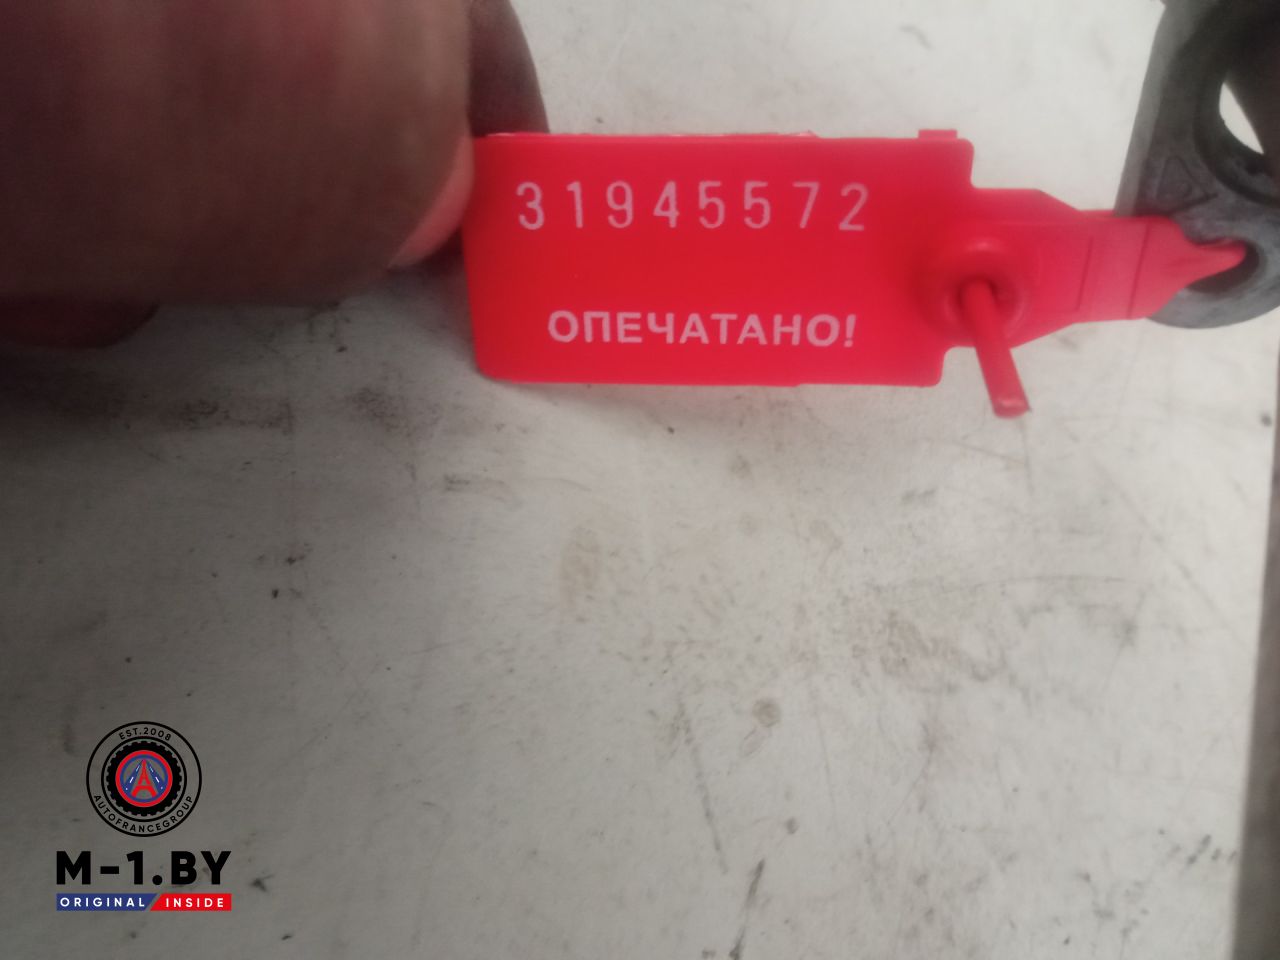 31945572
ОПЕЧАТАНО!
EST.2008
AUTOFRANCEGROUP
M-1.BY
ORIGINAL INSIDE